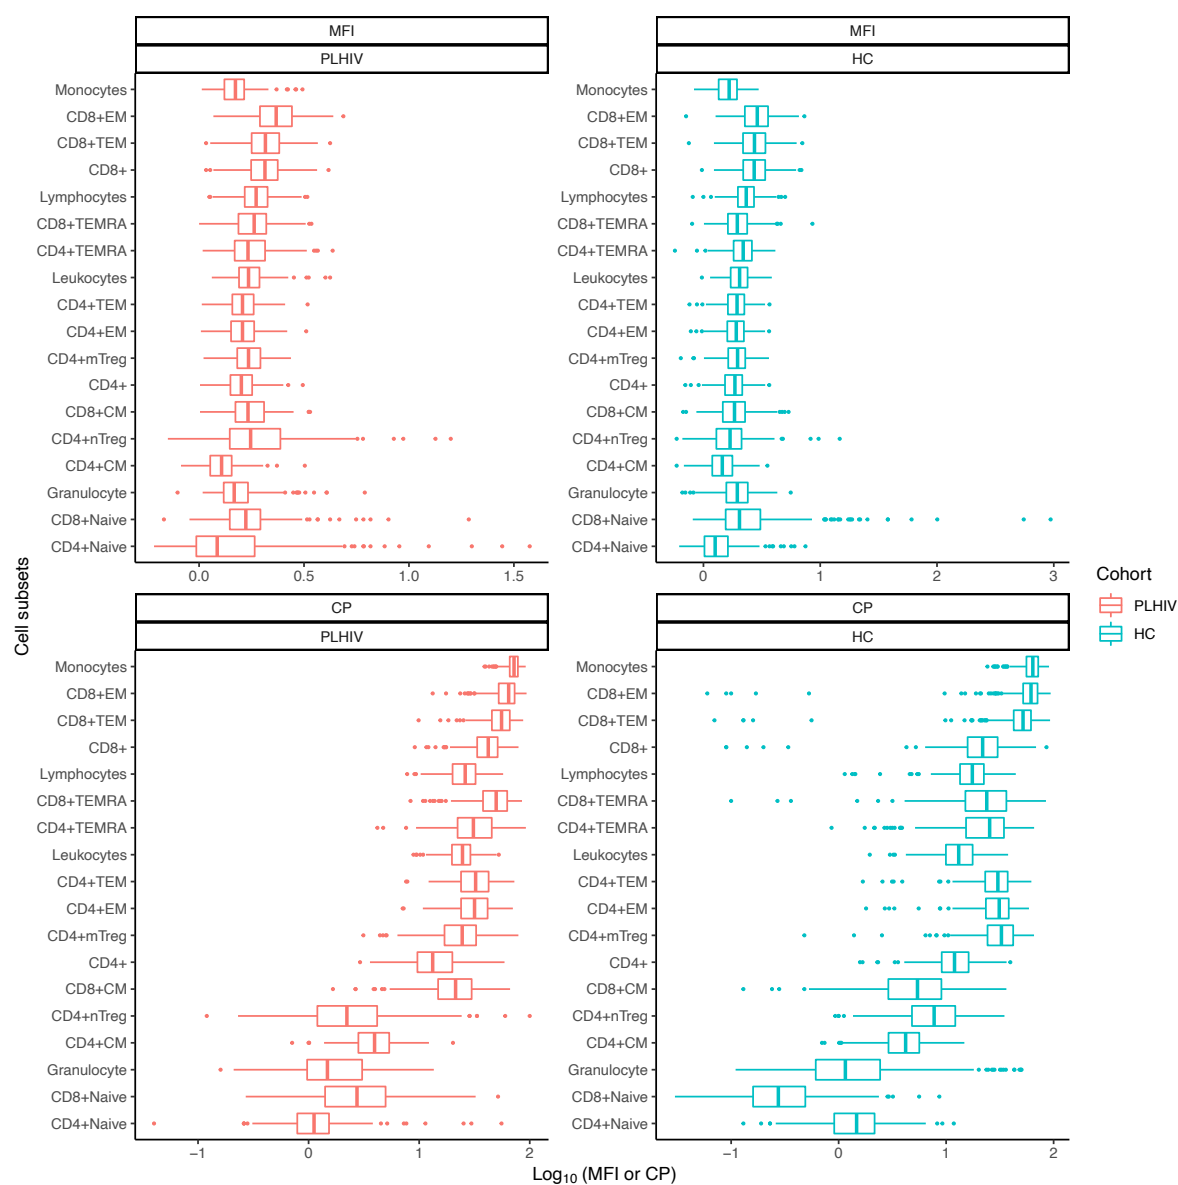 MFI
PLHIV
Monocytes
CD8+EM
CD8+TEM
CD8+
Lymphocytes
CD8+TEMRA
CD4+TEMRA
Leukocytes
CD4+TEM
CD4+EM
CD4+mTreg
CD4+
CD8+CM
CD4+nTreg
CD4+CM
Granulocyte
CD8+Naive
CD4+Naive
0.0 0.5 1.0 1.5
MFI
HC
Monocytes
CD8+EM
CD8+TEM
CD8+
Lymphocytes
CD8+TEMRA
CD4+TEMRA
Leukocytes
CD4+TEM
CD4+EM
CD4+mTreg
CD4+
CD8+CM
CD4+nTreg
CD4+CM
Granulocyte
CD8+Naive
CD4+Naive
0 1 2 3
CP
PLHIV
Monocytes
CD8+EM
CD8+TEM
CD8+
Lymphocytes
CD8+TEMRA
CD4+TEMRA
Leukocytes
CD4+TEM
CD4+EM
CD4+mTreg
CD4+
CD8+CM
CD4+nTreg
CD4+CM
Granulocyte
CD8+Naive
CD4+Naive
−1 0 1 2
CP
HC
Monocytes
CD8+EM
CD8+TEM
CD8+
Lymphocytes
CD8+TEMRA
CD4+TEMRA
Leukocytes
CD4+TEM
CD4+EM
CD4+mTreg
CD4+
CD8+CM
CD4+nTreg
CD4+CM
Granulocyte
CD8+Naive
CD4+Naive
−1 0 1 2
Cell subsets
Log₁₀ (MFI or CP)
Cohort
PLHIV
HC